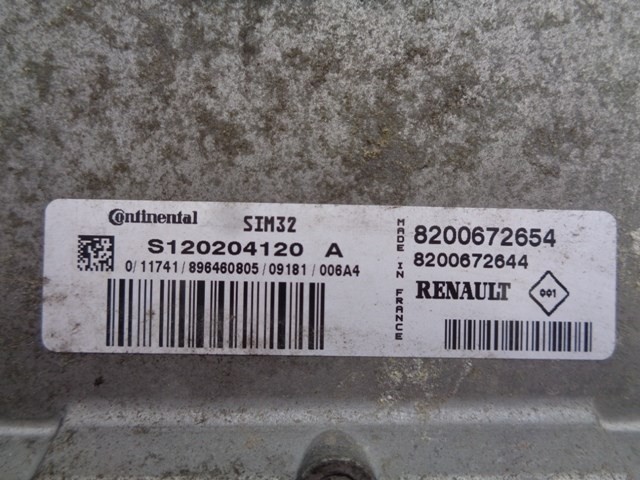 Continental SIM32
S120204120 A
0/11741/896460805/09181/006A4
MADE IN FRANCE
8200672654
8200672644
RENAULT 001